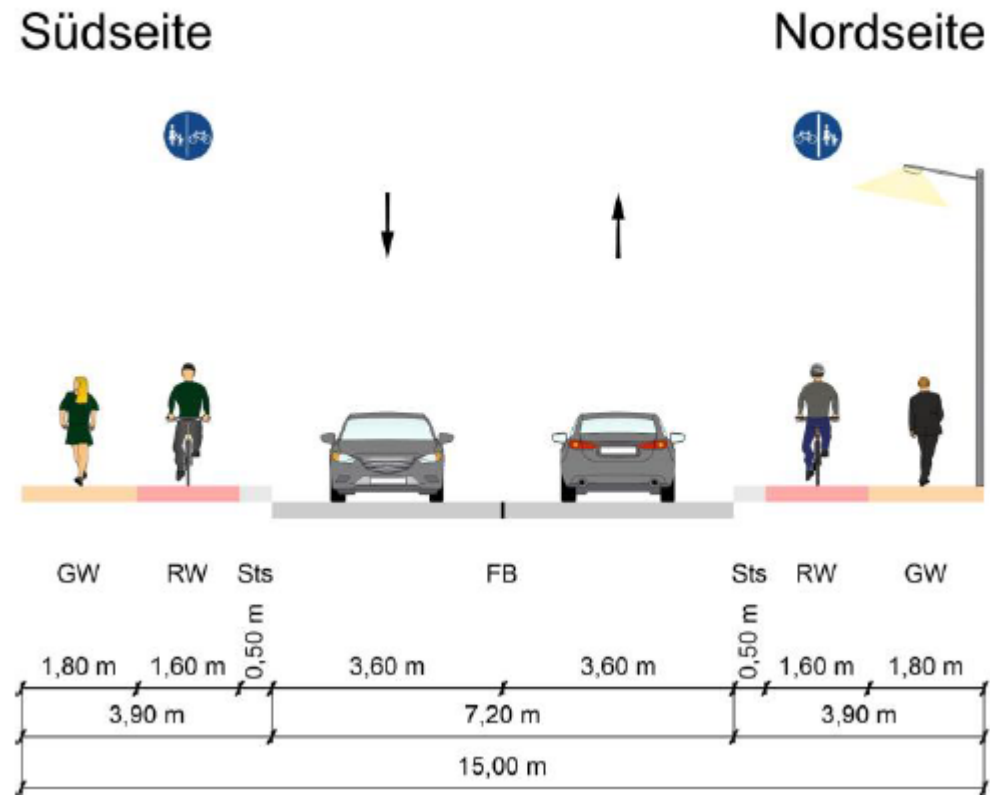 Südseite Nordseite
GW RW Sts FB Sts RW GW
1,80 m 1,60 m 0,50 m 3,60 m 3,60 m 0,50 m 1,60 m 1,80 m
3,90 m 7,20 m 3,90 m
15,00 m